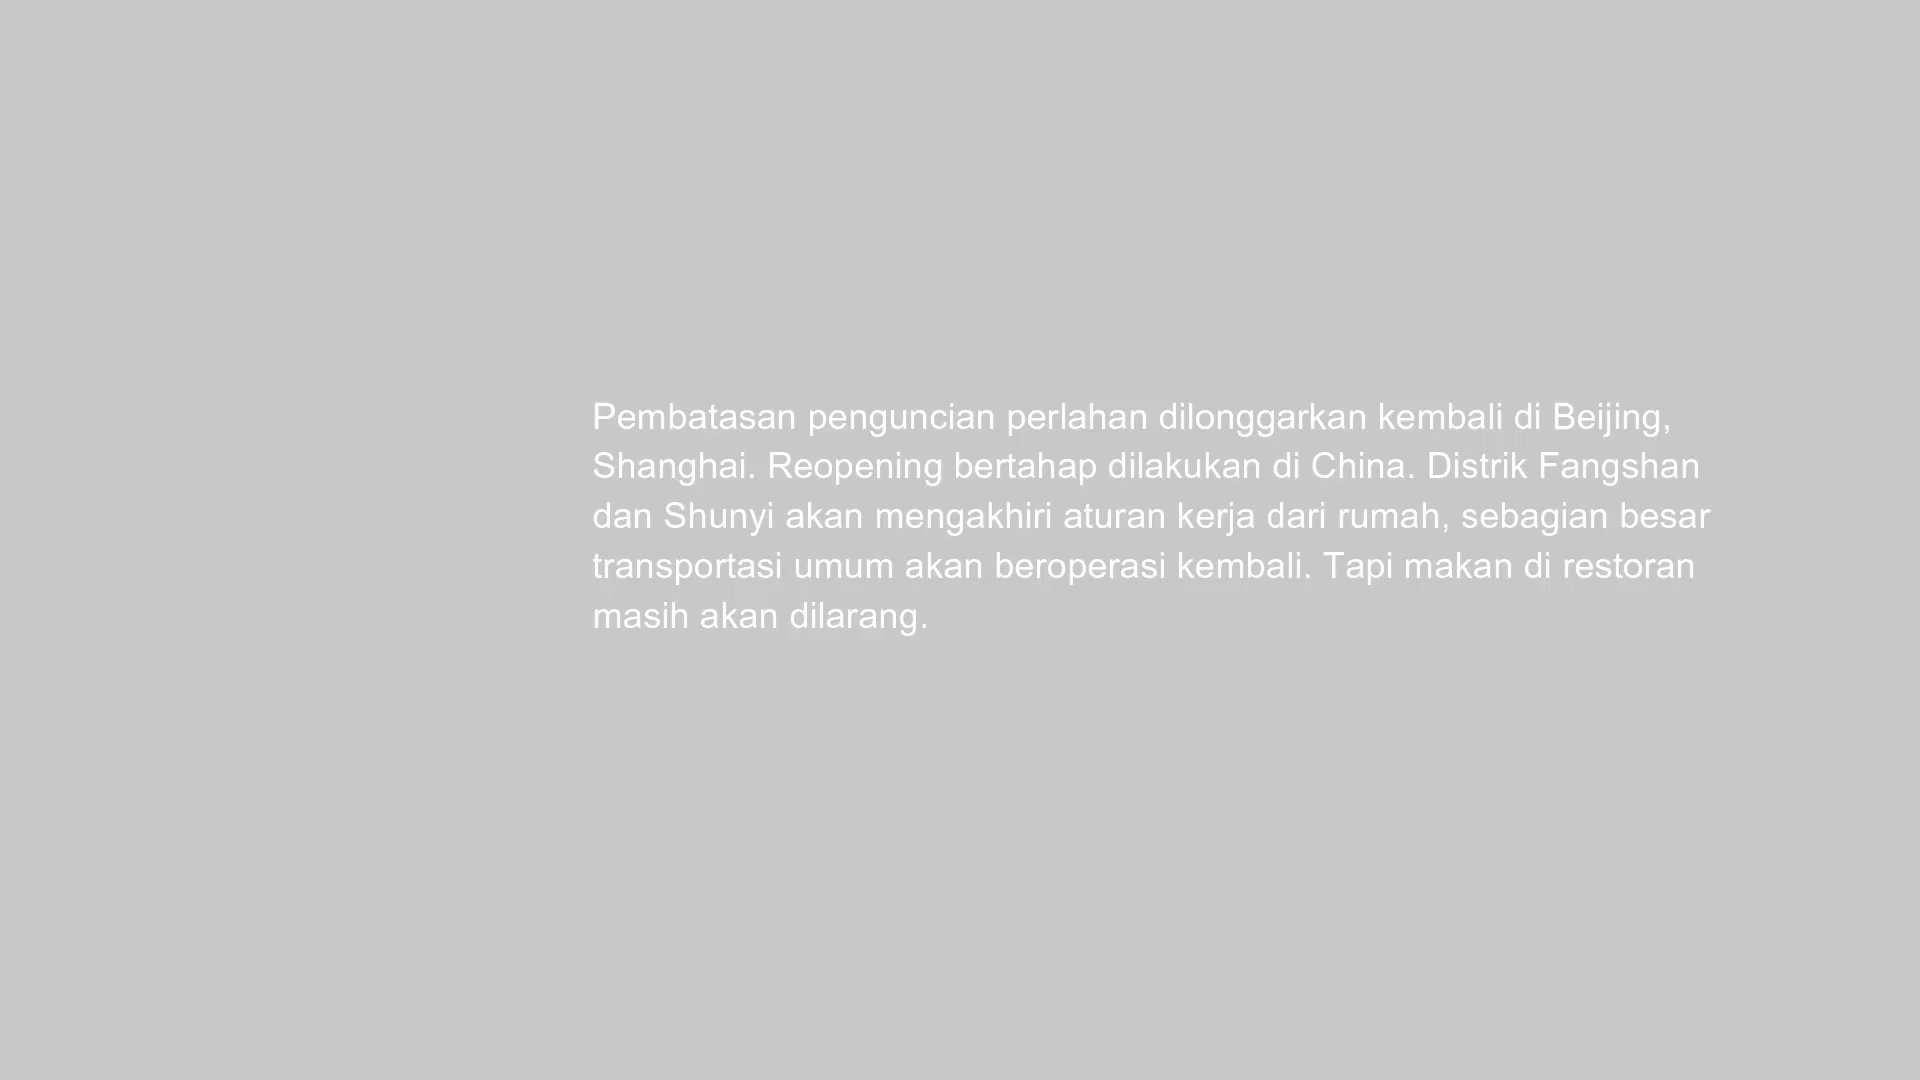 Pembatasan penguncian perlahan dilonggarkan kembali di Beijing,
Shanghai. Reopening bertahap dilakukan di China. Distrik Fangshan
dan Shunyi akan mengakhiri aturan kerja dari rumah, sebagian besar
transportasi umum akan beroperasi kembali. Tapi makan di restoran
masih akan dilarang.